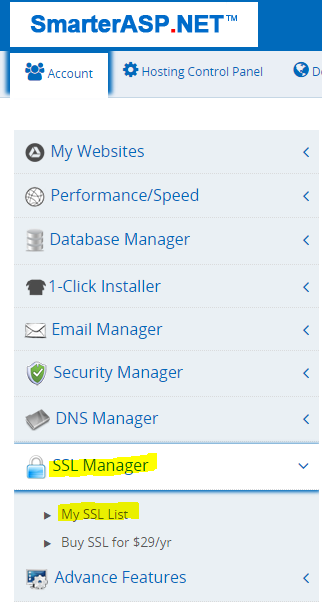 SmarterASP.NET™
Account
Hosting Control Panel
My Websites
Performance/Speed
Database Manager
1-Click Installer
Email Manager
Security Manager
DNS Manager
SSL Manager
My SSL List
Buy SSL for $29/yr
Advance Features